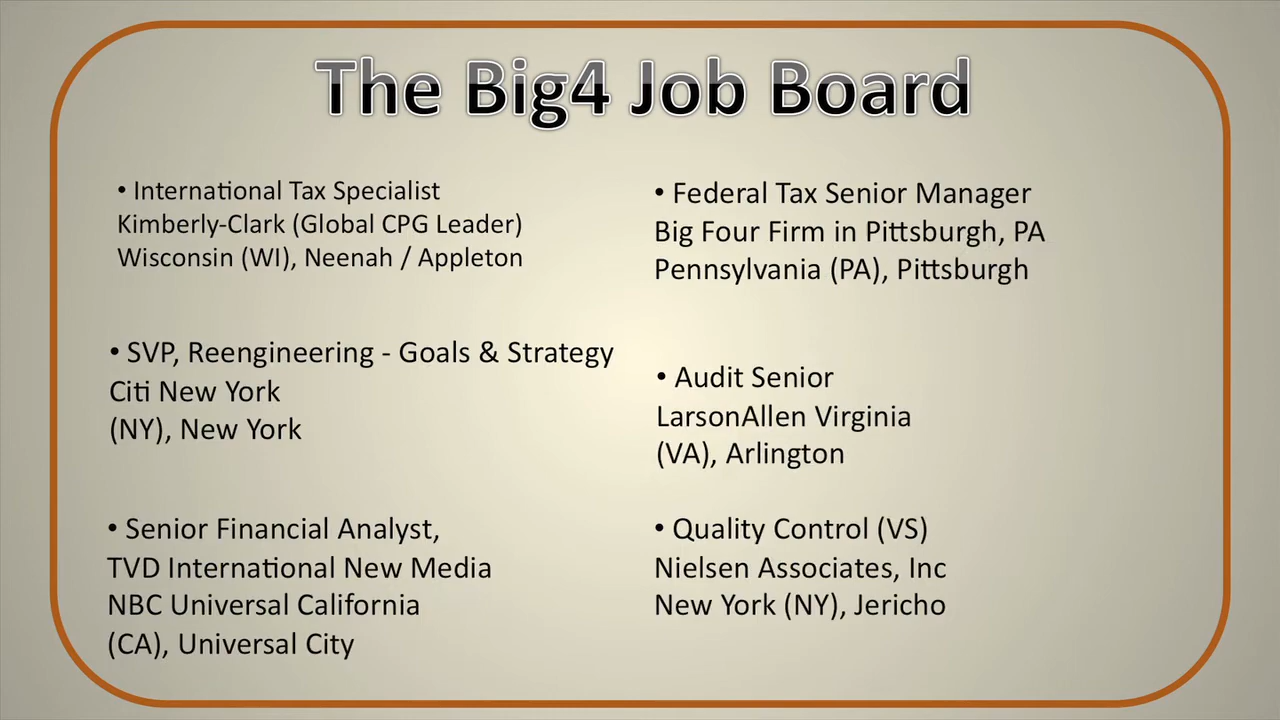 The Big4 Job Board
• International Tax Specialist
Kimberly-Clark (Global CPG Leader)
Wisconsin (WI), Neenah / Appleton
• SVP, Reengineering - Goals & Strategy
Citi New York
(NY), New York
• Senior Financial Analyst,
TVD International New Media
NBC Universal California
(CA), Universal City
• Federal Tax Senior Manager
Big Four Firm in Pittsburgh, PA
Pennsylvania (PA), Pittsburgh
• Audit Senior
LarsonAllen Virginia
(VA), Arlington
• Quality Control (VS)
Nielsen Associates, Inc
New York (NY), Jericho